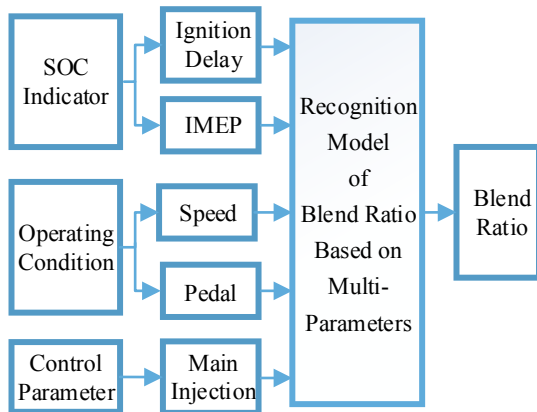 SOC
Indicator
Ignition
Delay
IMEP
Operating
Condition
Speed
Pedal
Control
Parameter
Main
Injection
Recognition
Model
of
Blend Ratio
Based on
Multi-
Parameters
Blend
Ratio